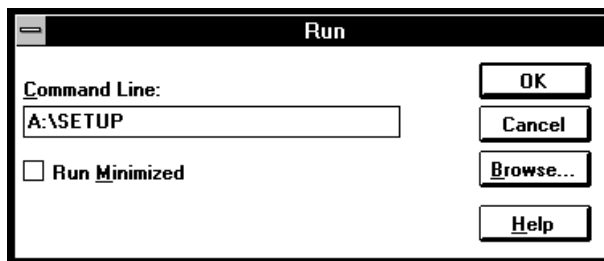 Run
Command Line:
A:\SETUP
Run Minimized
OK
Cancel
Browse...
Help